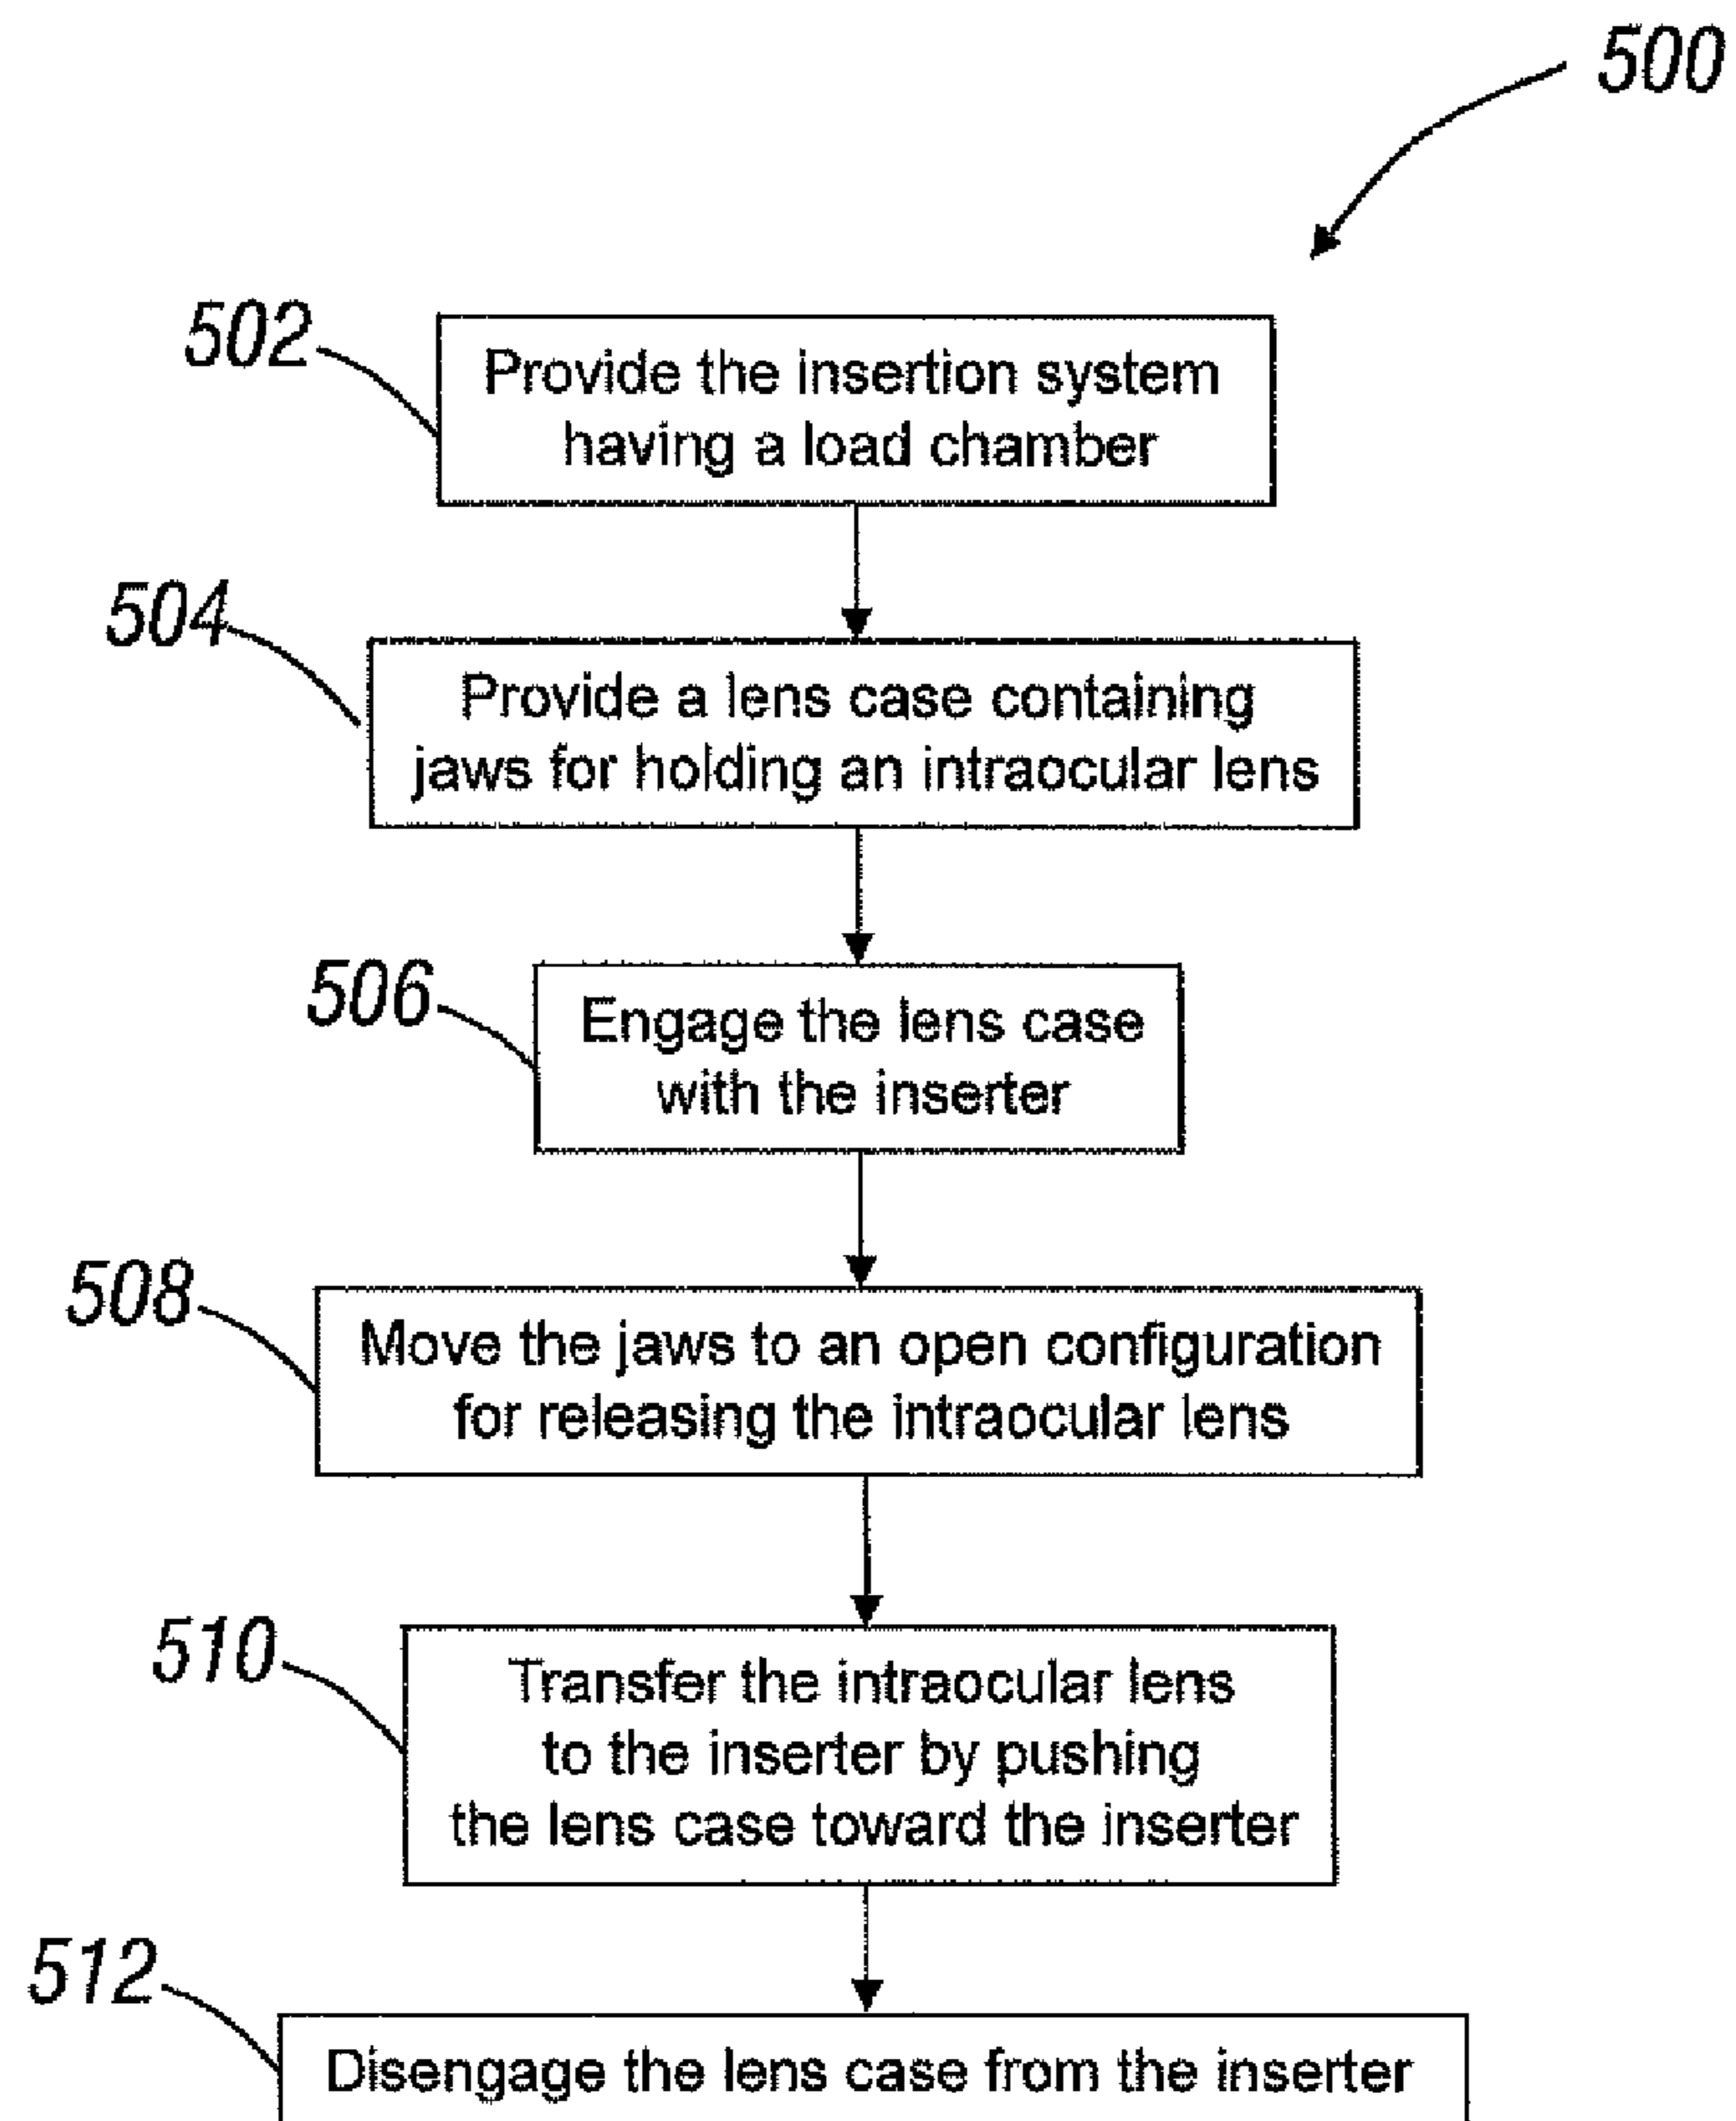 500
502
Provide the insertion system
having a load chamber
504
Provide a lens case containing
jaws for holding an intraocular lens
506
Engage the lens case
with the inserter
508
Move the jaws to an open configuration
for releasing the intraocular lens
510
Transfer the intraocular lens
to the inserter by pushing
the lens case toward the inserter
512
Disengage the lens case from the inserter